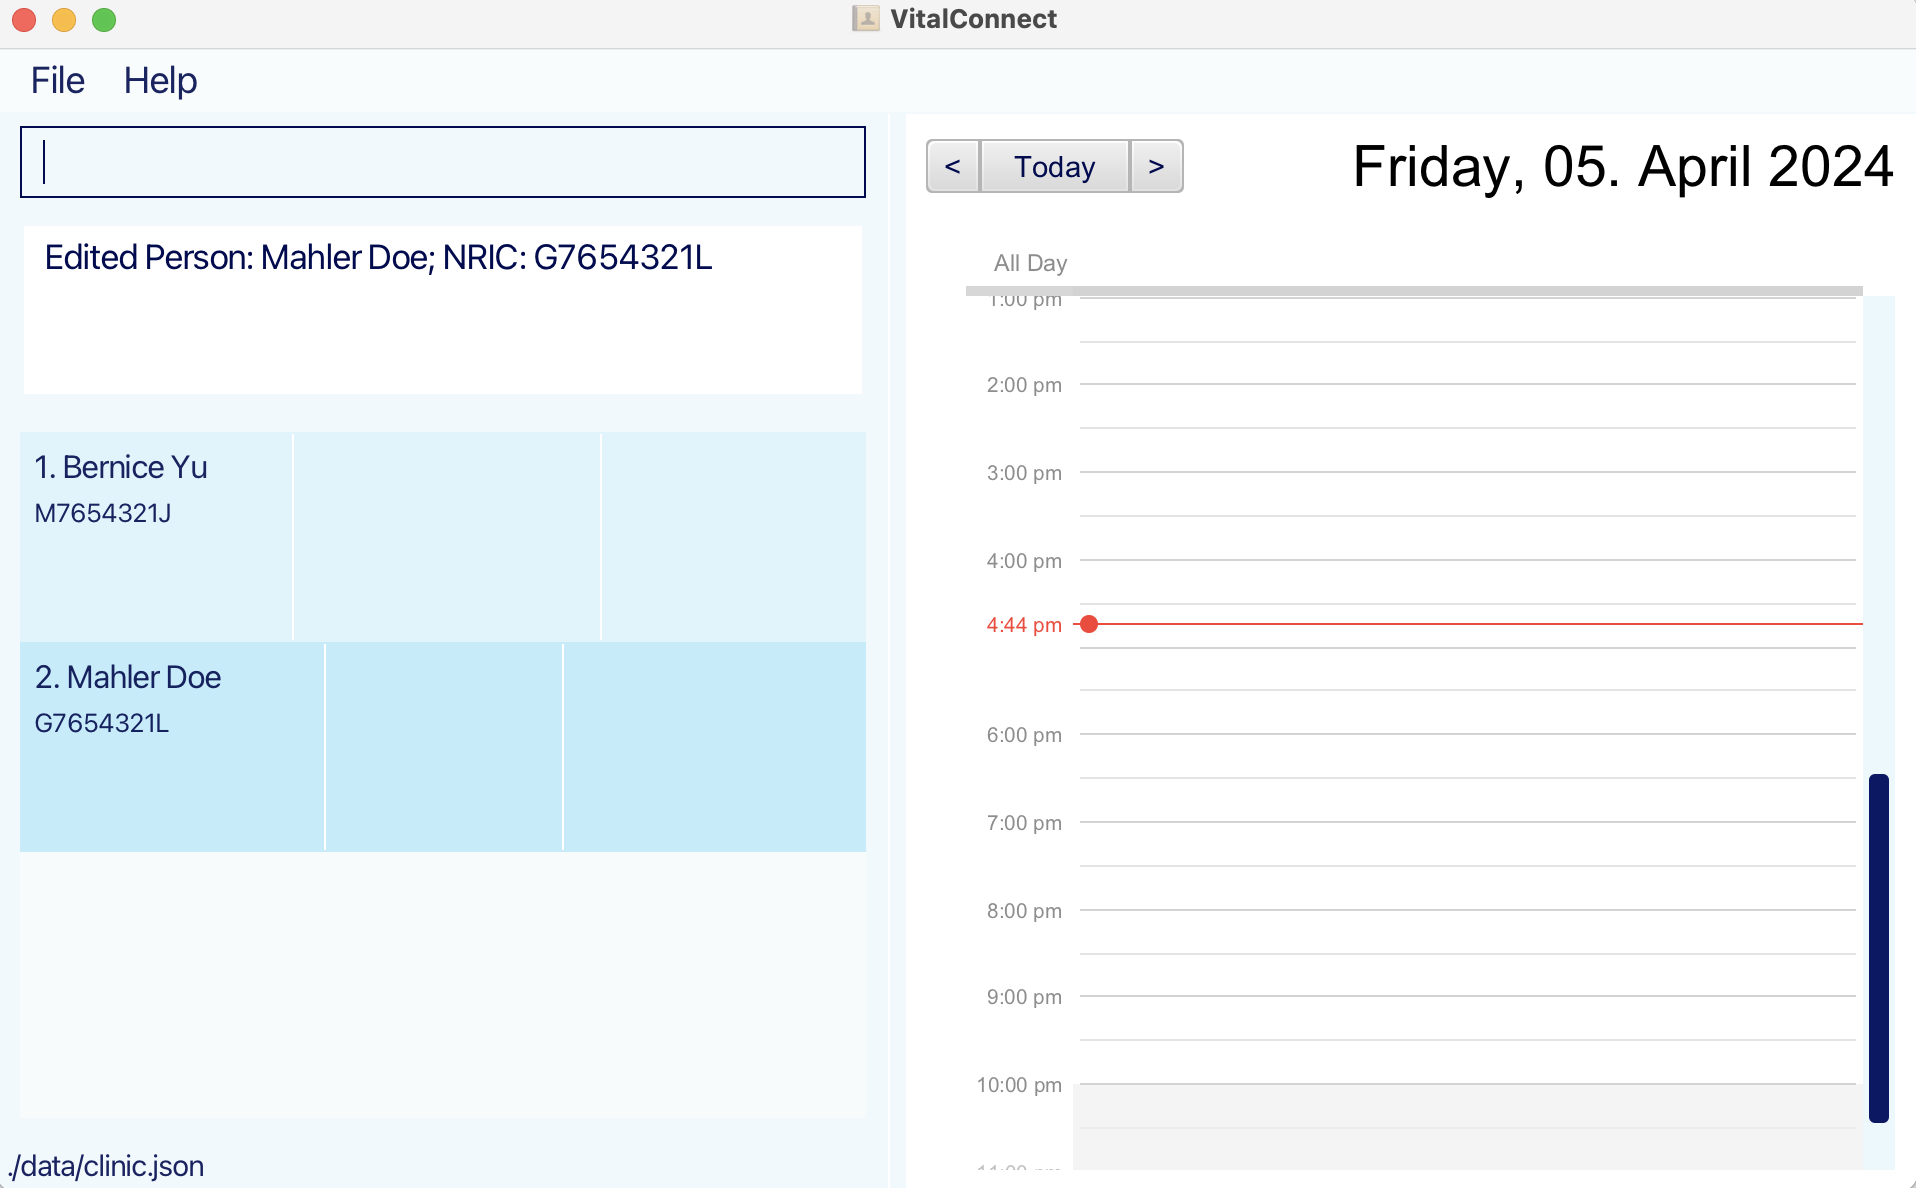 VitalConnect
File Help
Edited Person: Mahler Doe; NRIC: G7654321L
1. Bernice Yu
M7654321J
2. Mahler Doe
G7654321L
./data/clinic.json
< Today > Friday, 05. April 2024
All Day
1:00 pm
2:00 pm
3:00 pm
4:00 pm
4:44 pm
6:00 pm
7:00 pm
8:00 pm
9:00 pm
10:00 pm
11:00 pm